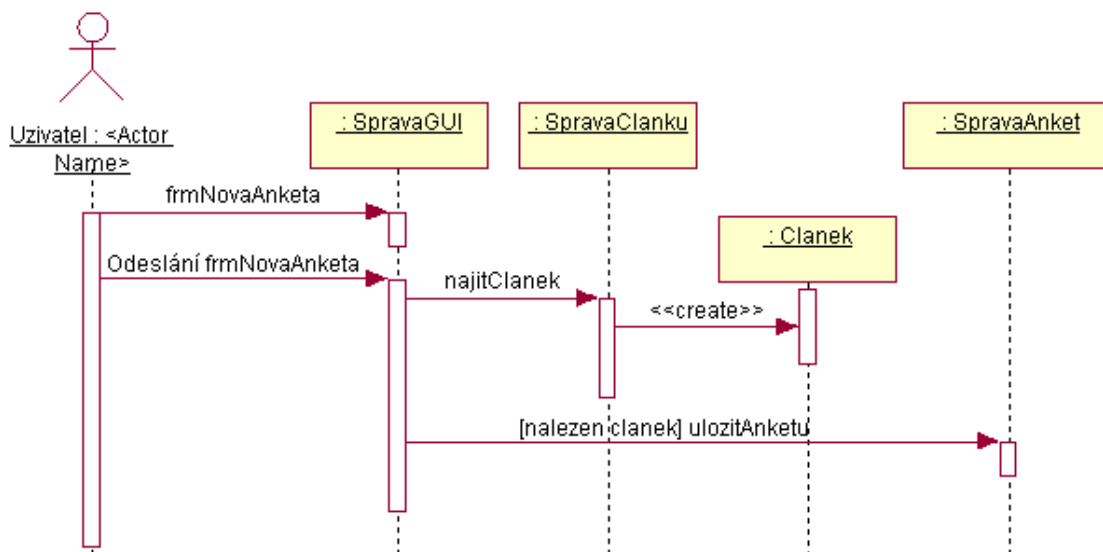 Uzivatel : <Actor
Name>
: SpravaGUI
: SpravaClanku
: SpravaAnket
frmNovaAnketa
: Clanek
Odeslání frmNovaAnketa
najitClanek
<<create>>
[nalezen clanek] ulozitAnketu